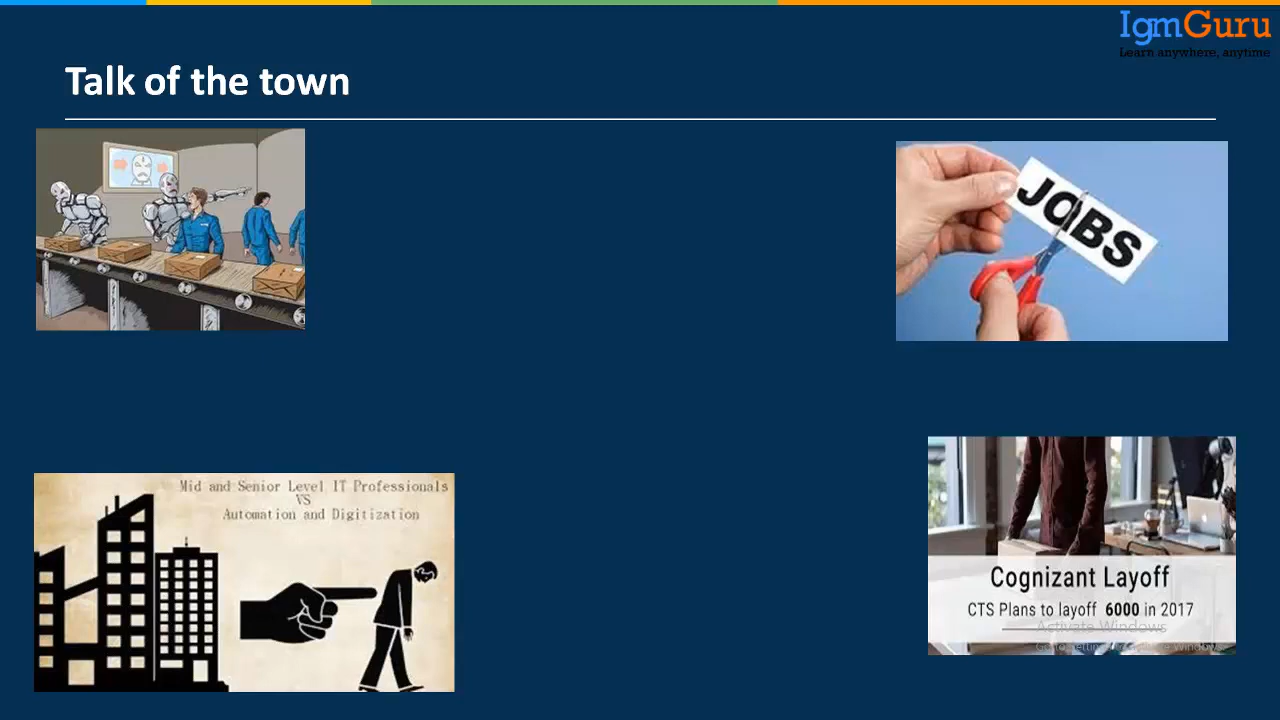 IgmGuru
Learn anywhere, anytime
Talk of the town
JOBS
Mid and Senior Level IT Professionals
VS
Automation and Digitization
Cognizant Layoff
CTS Plans to layoff 6000 in 2017
Activate Windows